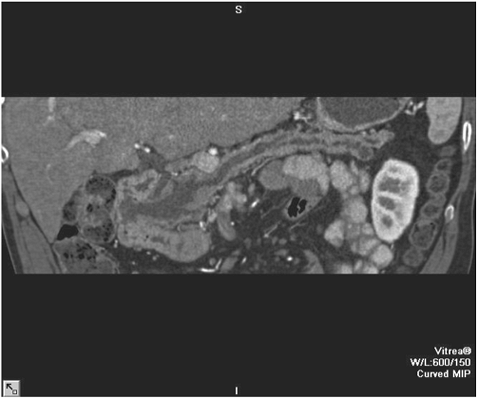 S
Vitrea®
W/L:600/150
Curved MIP
I